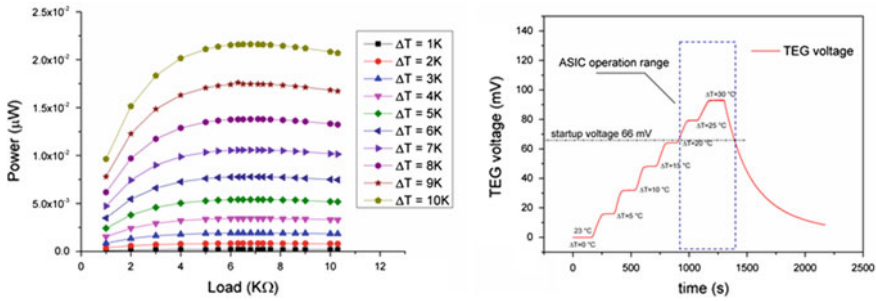 Power (μW)
2.5x10⁻²
2.0x10⁻²
1.5x10⁻²
1.0x10⁻²
5.0x10⁻³
0.0
0 2 4 6 8 10 12
Load (KΩ)
ΔT = 1K
ΔT = 2K
ΔT = 3K
ΔT = 4K
ΔT = 5K
ΔT = 6K
ΔT = 7K
ΔT = 8K
ΔT = 9K
ΔT = 10K
TEG voltage (mV)
140
120
100
80
60
40
20
0
0 500 1000 1500 2000
time (s)
TEG voltage
ASIC operation range
startup voltage 66 mV
ΔT=30 °C
ΔT=25 °C
ΔT=20 °C
ΔT=15 °C
ΔT=10 °C
ΔT=5 °C
23 °C
ΔT=0 °C